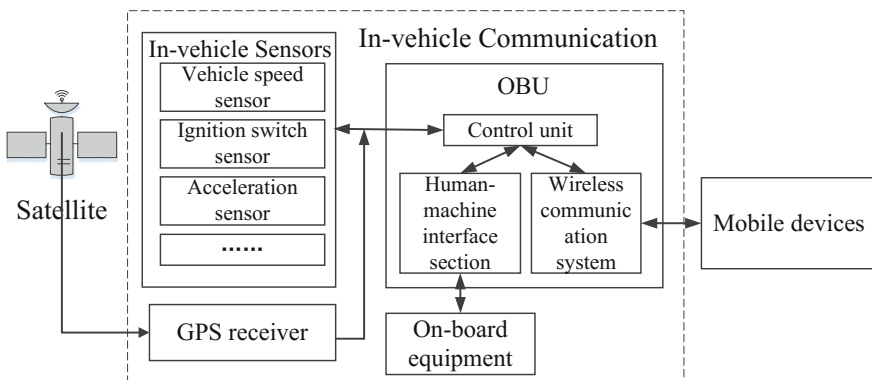 In-vehicle Communication
In-vehicle Sensors
Vehicle speed
sensor
Ignition switch
sensor
Acceleration
sensor
……
Satellite
GPS receiver
OBU
Control unit
Human-
machine
interface
section
Wireless
communic
ation
system
On-board
equipment
Mobile devices